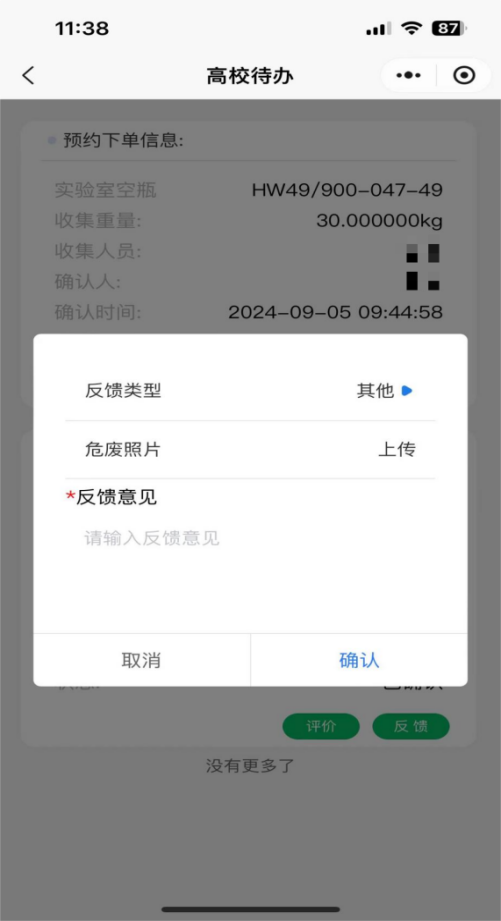 11:38
87
高校待办
预约下单信息:
实验室空瓶 HW49/900-047-49
收集重量: 30.000000kg
收集人员:
确认人:
确认时间: 2024-09-05 09:44:58
反馈类型 其他
危废照片 上传
*反馈意见
请输入反馈意见
取消 确认
评价 反馈
没有更多了